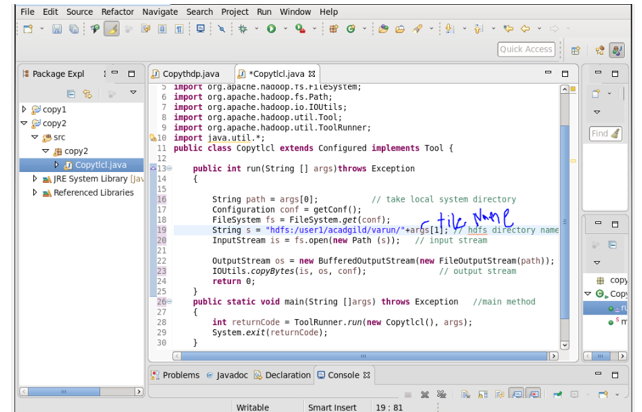 File Edit Source Refactor Navigate Search Project Run Window Help
Quick Access
Package Expl
copy1
copy2
src
copy2
Copytlcl.java
JRE System Library [jav
Referenced Libraries
Copythdp.java
*Copytlcl.java
5 import org.apache.hadoop.fs.FileSystem;
6 import org.apache.hadoop.fs.Path;
7 import org.apache.hadoop.io.IOUtils;
8 import org.apache.hadoop.util.Tool;
9 import org.apache.hadoop.util.ToolRunner;
10 import java.util.*;
11 public class Copytlcl extends Configured implements Tool {
12
13 public int run(String [] args)throws Exception
14 {
15
16 String path = args[0]; // take local system directory
17 Configuration conf = getConf();
18 FileSystem fs = FileSystem.get(conf);
file Name
19 String s = "hdfs:/user1/acadgild/varun/"+args[1]; // hdfs directory name
20 InputStream is = fs.open(new Path (s)); // input stream
21
22 OutputStream os = new BufferedOutputStream(new FileOutputStream(path));
23 IOUtils.copyBytes(is, os, conf); // output stream
24 return 0;
25 }
26 public static void main(String []args) throws Exception //main method
27 {
28 int returnCode = ToolRunner.run(new Copytlcl(), args);
29 System.exit(returnCode);
30 }
Find
copy
Copy
Problems
Javadoc
Declaration
Console
Writable
Smart Insert
19 : 81